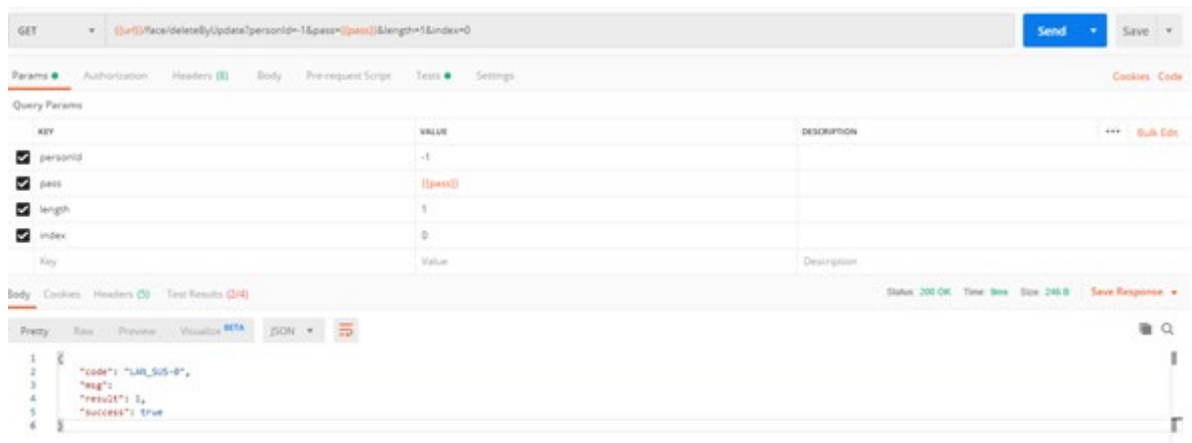 GET {{url}}/face/deleteByUpdate?personId=-1&pass={{pass}}&length=1&index=0 Send Save
Params Authorization Headers (8) Body Pre-request Script Tests Settings Cookies Code
Query Params
KEY VALUE DESCRIPTION Bulk Edit
personId -1
pass {{pass}}
length 1
index 0
Key Value Description
Body Cookies Headers (5) Test Results (2/4) Status: 200 OK Time: 9ms Size: 246 B Save Response
Pretty Raw Preview Visualize BETA JSON
1 {
2 "code": "LAN_SUS-0",
3 "msg":
4 "result": 1,
5 "success": true
6 }